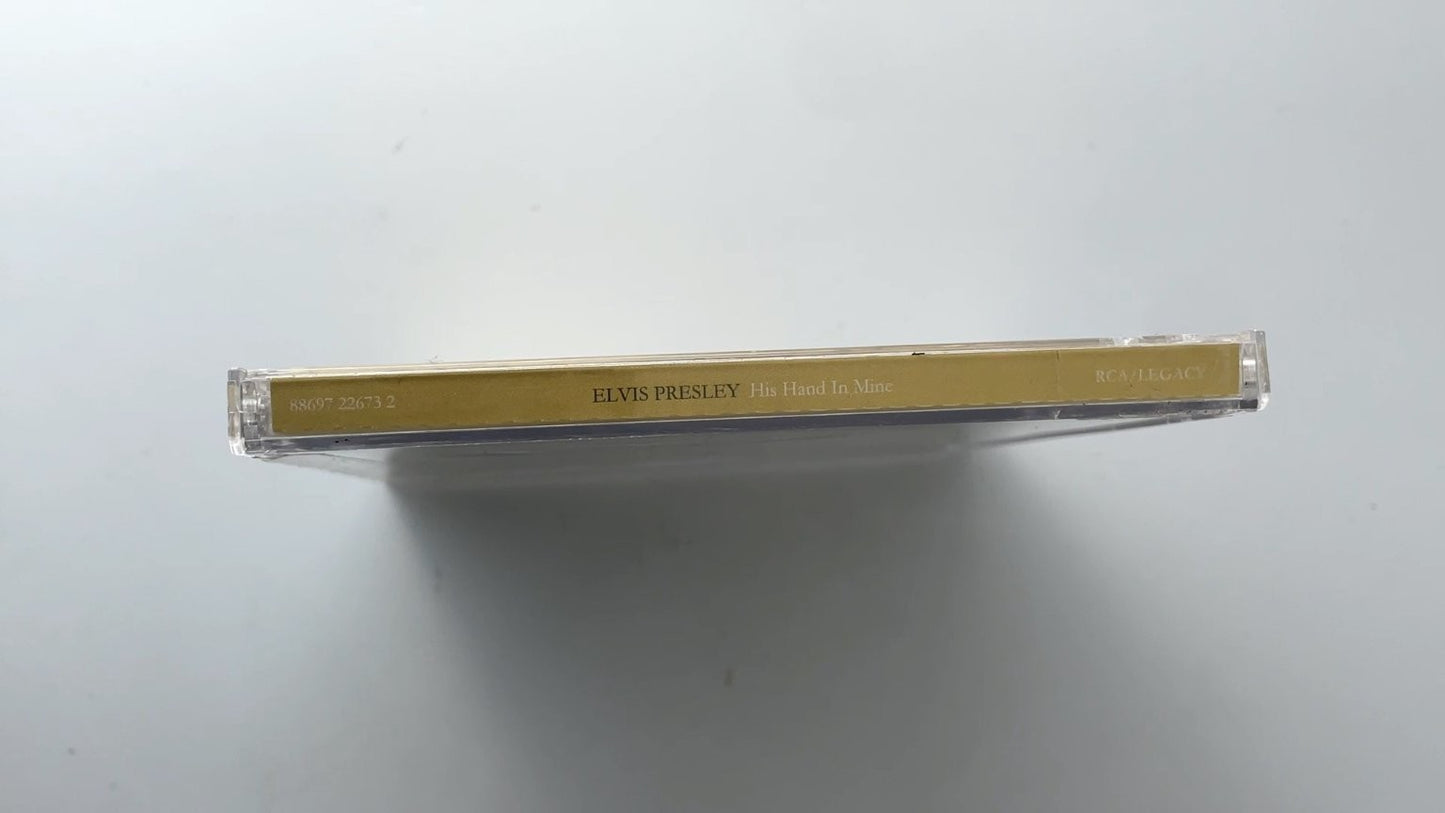 88697 22673 2 ELVIS PRESLEY His Hand In Mine RCA/LEGACY